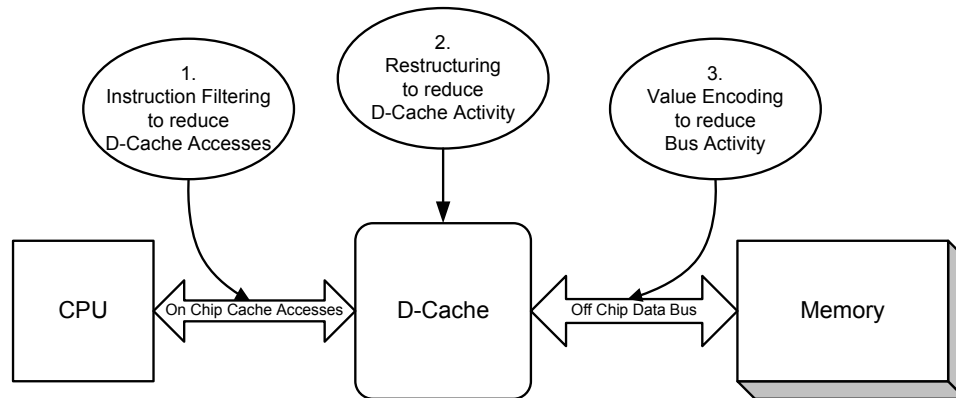 1.
Instruction Filtering
to reduce
D-Cache Accesses
2.
Restructuring
to reduce
D-Cache Activity
3.
Value Encoding
to reduce
Bus Activity
CPU
On Chip Cache Accesses
D-Cache
Off Chip Data Bus
Memory